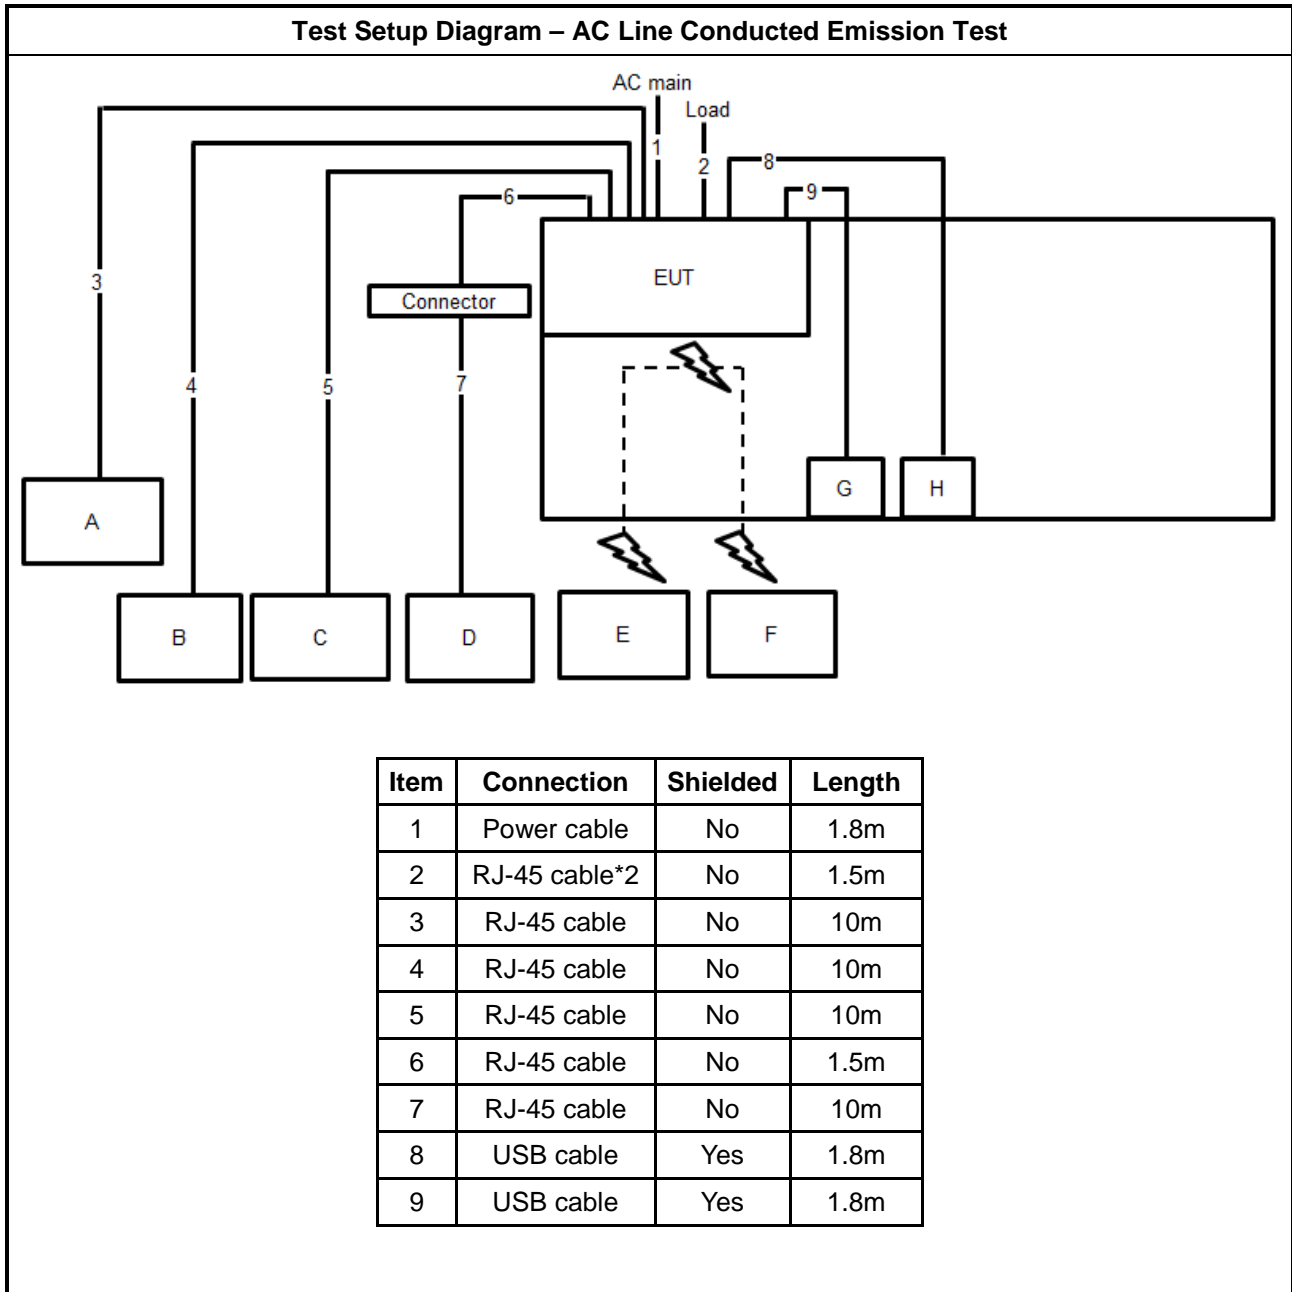 Test Setup Diagram – AC Line Conducted Emission Test
AC main
Load
1
2
8
9
6
3
EUT
Connector
4
5
7
G
H
A
B
C
D
E
F
Item Connection Shielded Length
1 Power cable No 1.8m
2 RJ-45 cable*2 No 1.5m
3 RJ-45 cable No 10m
4 RJ-45 cable No 10m
5 RJ-45 cable No 10m
6 RJ-45 cable No 1.5m
7 RJ-45 cable No 10m
8 USB cable Yes 1.8m
9 USB cable Yes 1.8m